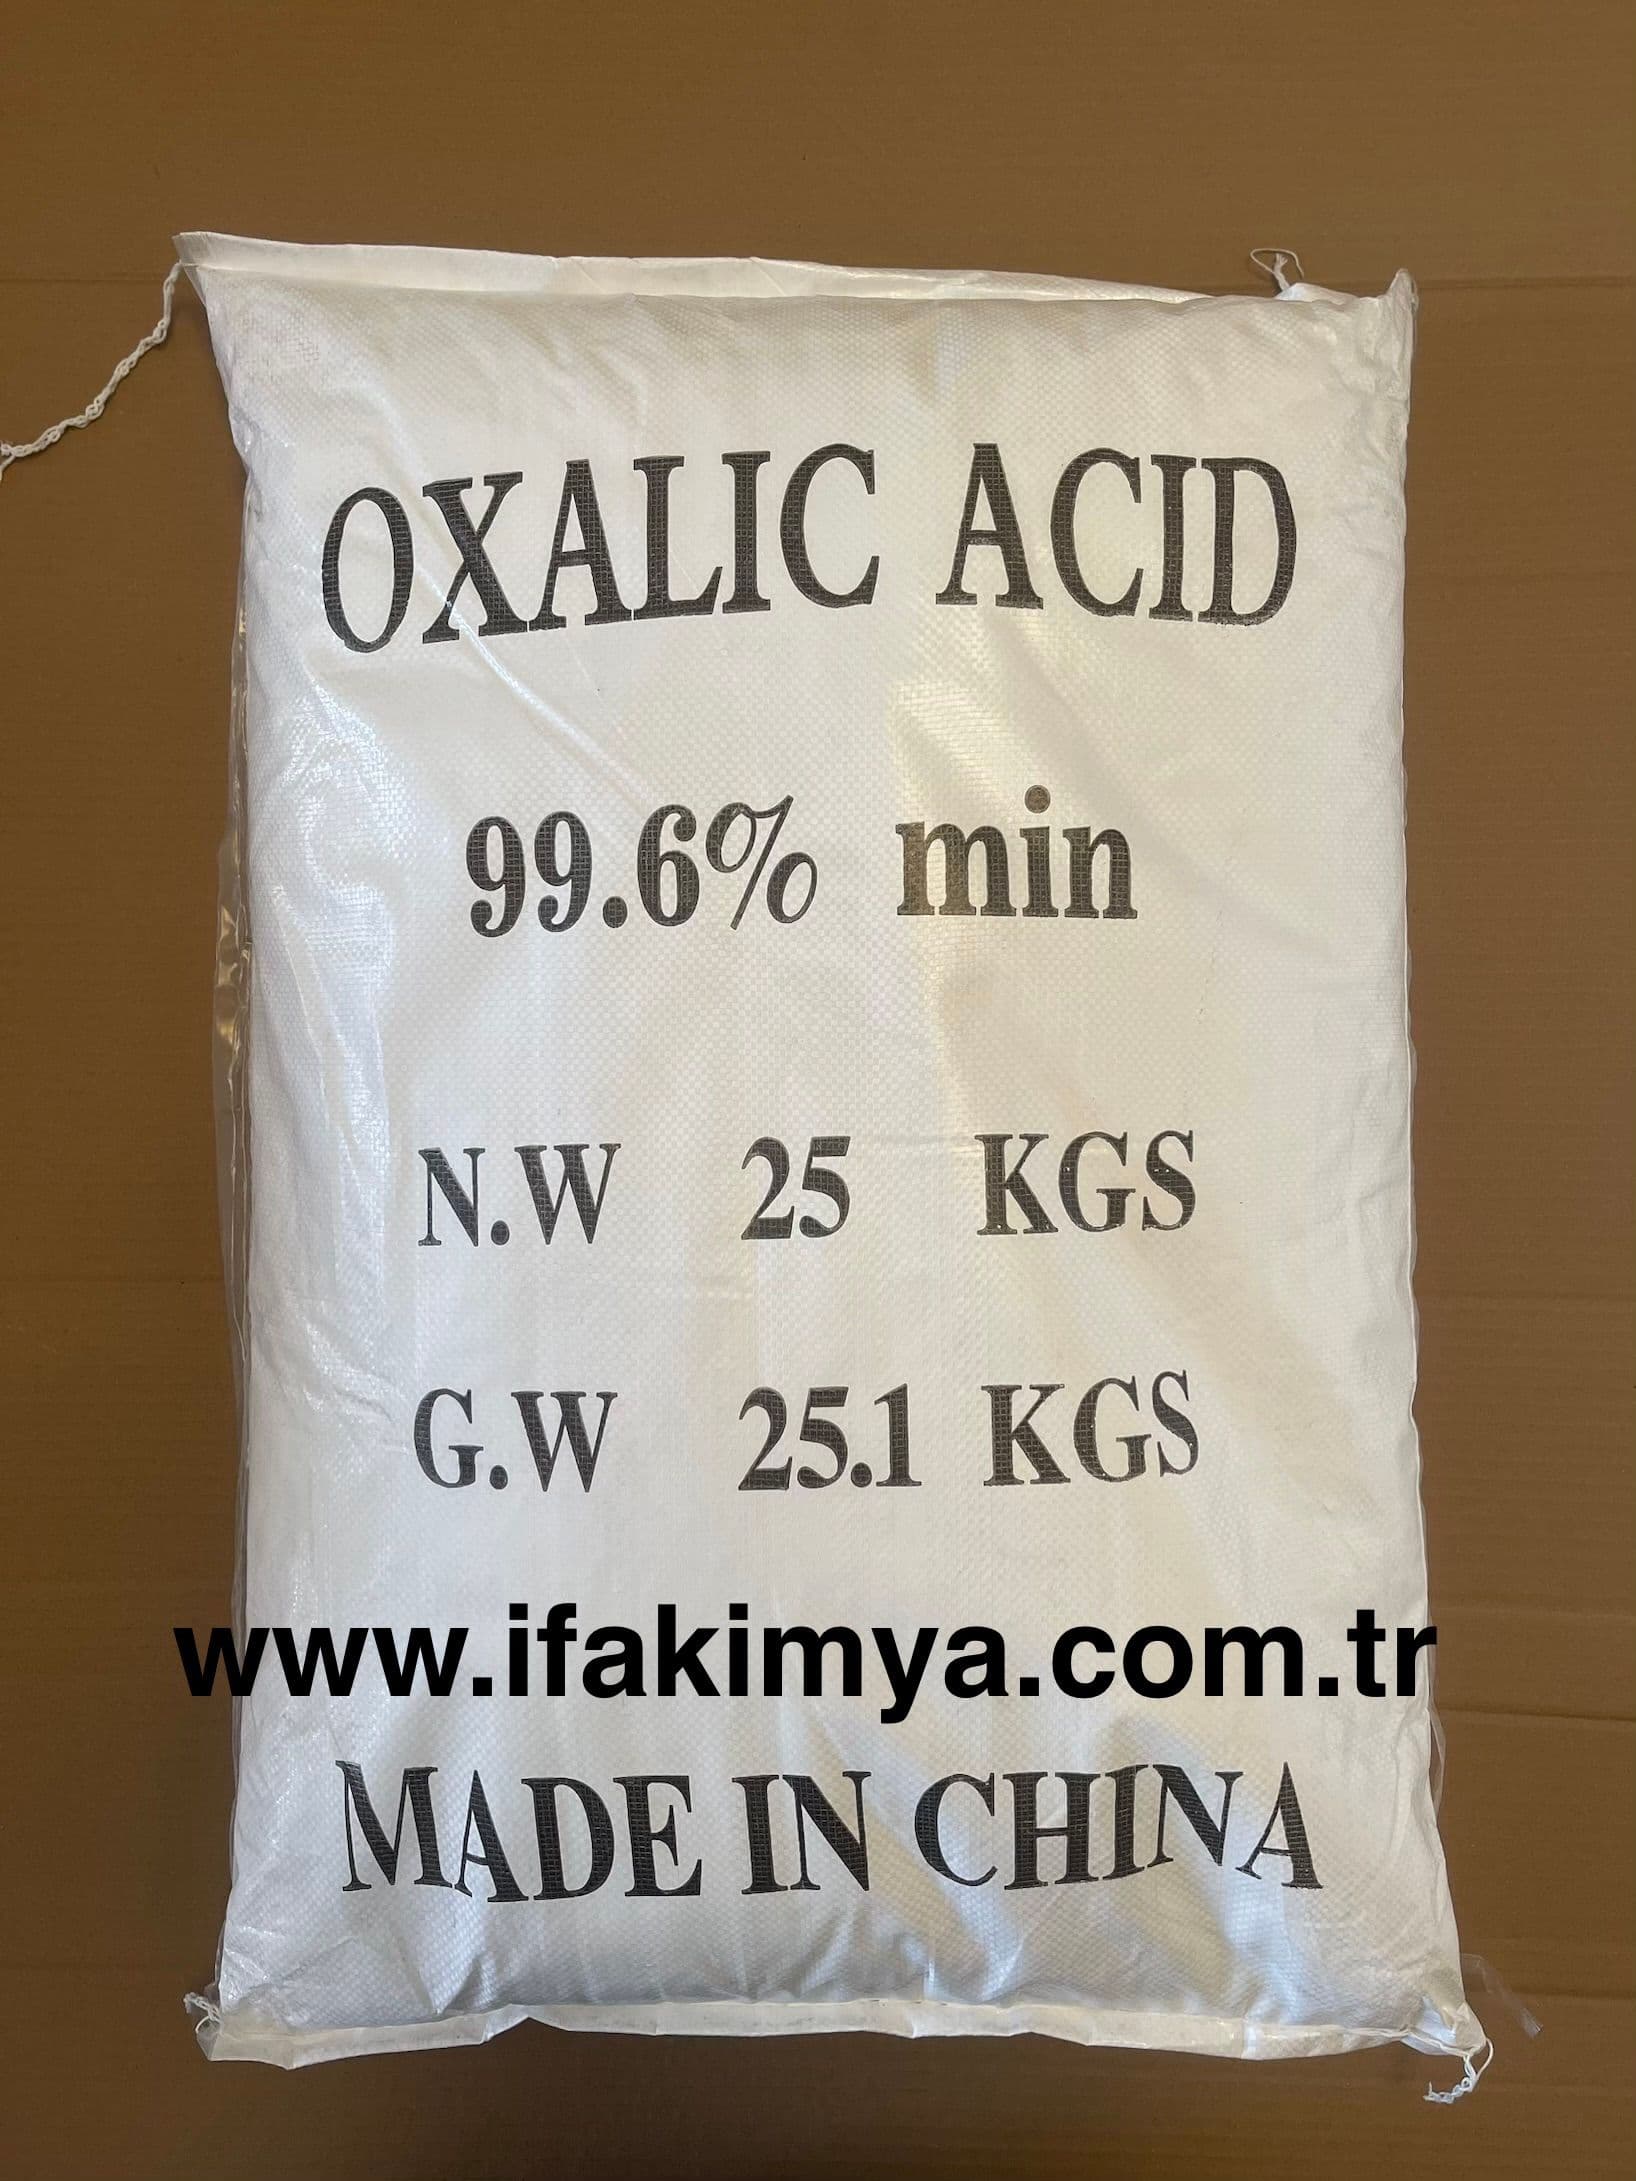 OXALIC ACID
99.6% min
N.W 25 KGS
G.W 25.1 KGS
www.ifakimya.com.tr
MADE IN CHINA